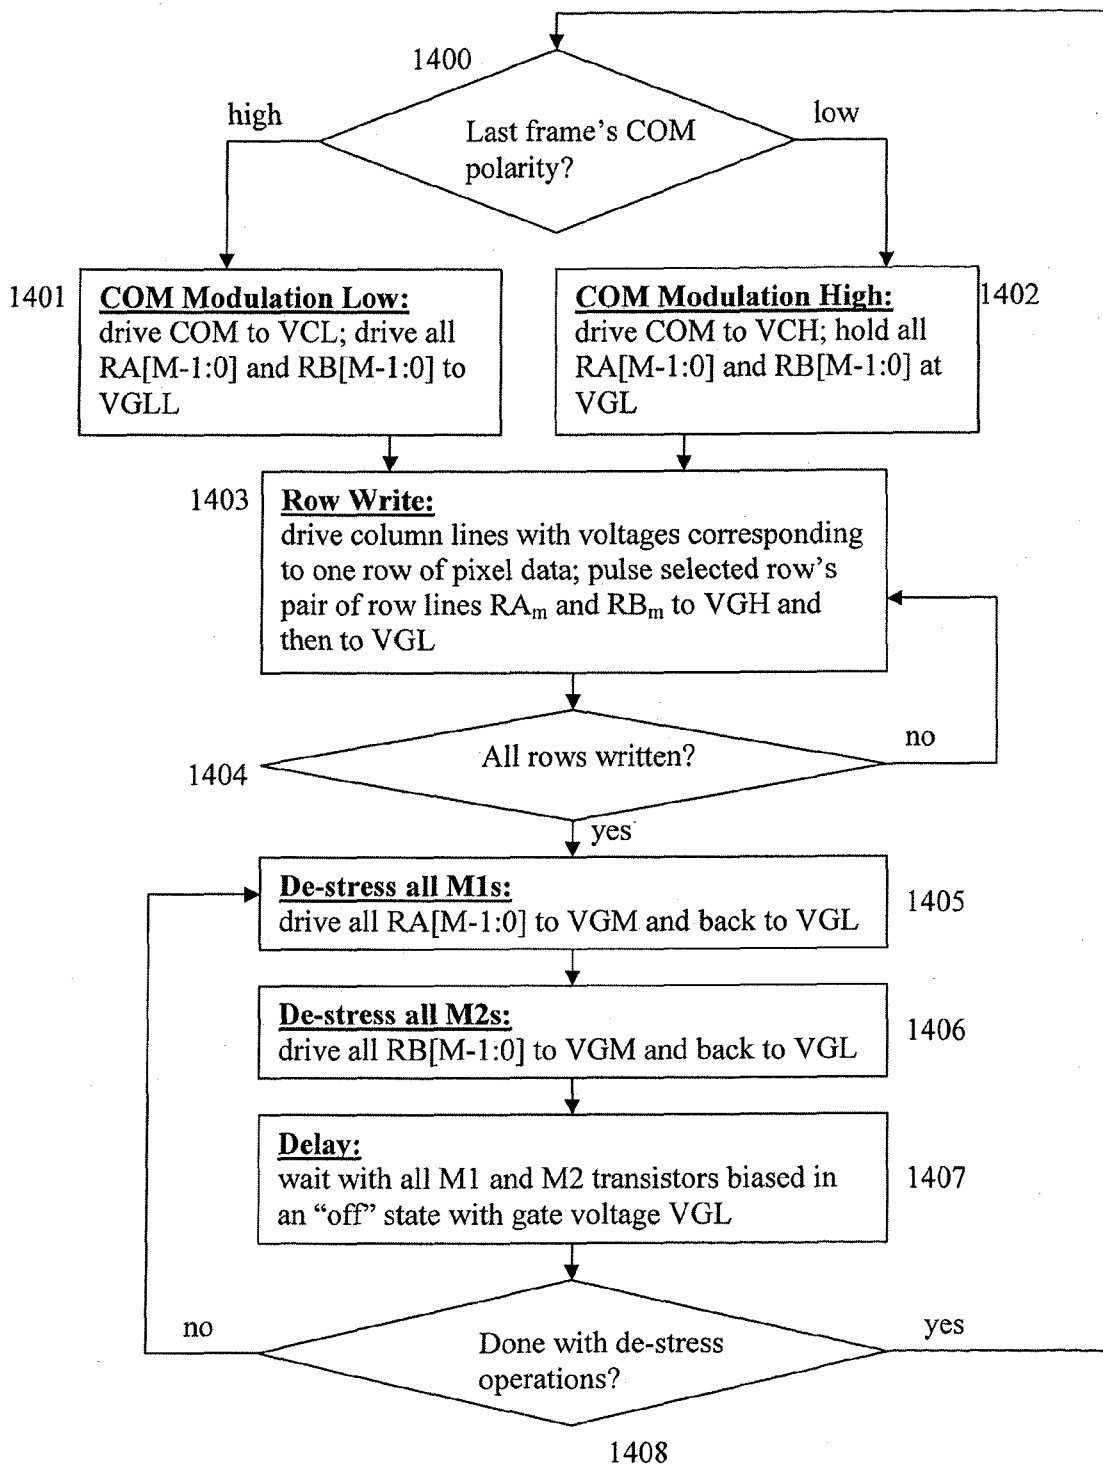 1400
high
low
Last frame's COM
polarity?
1401
COM Modulation Low:
drive COM to VCL; drive all
RA[M-1:0] and RB[M-1:0] to
VGLL
COM Modulation High:
drive COM to VCH; hold all
RA[M-1:0] and RB[M-1:0] at
VGL
1402
1403
Row Write:
drive column lines with voltages corresponding
to one row of pixel data; pulse selected row's
pair of row lines RAm and RBm to VGH and
then to VGL
1404
All rows written?
no
yes
De-stress all M1s:
drive all RA[M-1:0] to VGM and back to VGL
1405
De-stress all M2s:
drive all RB[M-1:0] to VGM and back to VGL
1406
Delay:
wait with all M1 and M2 transistors biased in
an “off” state with gate voltage VGL
1407
no
yes
Done with de-stress
operations?
1408